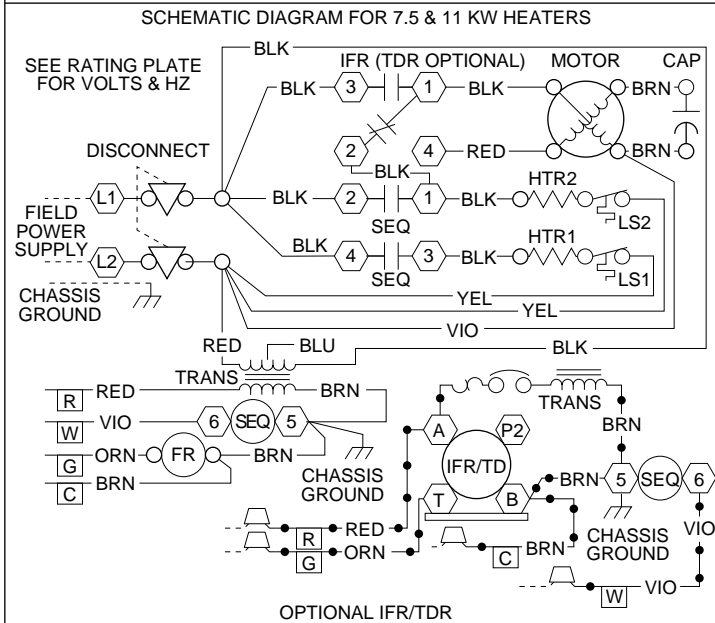 SCHEMATIC DIAGRAM FOR 7.5 & 11 KW HEATERS
BLK
SEE RATING PLATE
FOR VOLTS & HZ
IFR (TDR OPTIONAL)
MOTOR
CAP
BLK
3
1
BLK
BRN
DISCONNECT
2
4
RED
BRN
BLK
L1
BLK
2
1
BLK
HTR2
SEQ
LS2
FIELD
POWER
SUPPLY
BLK
4
3
BLK
HTR1
L2
SEQ
LS1
CHASSIS
GROUND
YEL
YEL
VIO
RED
BLU
BLK
TRANS
TRANS
R
RED
BRN
W
VIO
6
SEQ
5
BRN
G
ORN
FR
BRN
CHASSIS
GROUND
C
BRN
A
P2
IFR/TD
T
B
BRN
5
SEQ
6
CHASSIS
GROUND
VIO
R
RED
G
ORN
C
BRN
W
VIO
OPTIONAL IFR/TDR